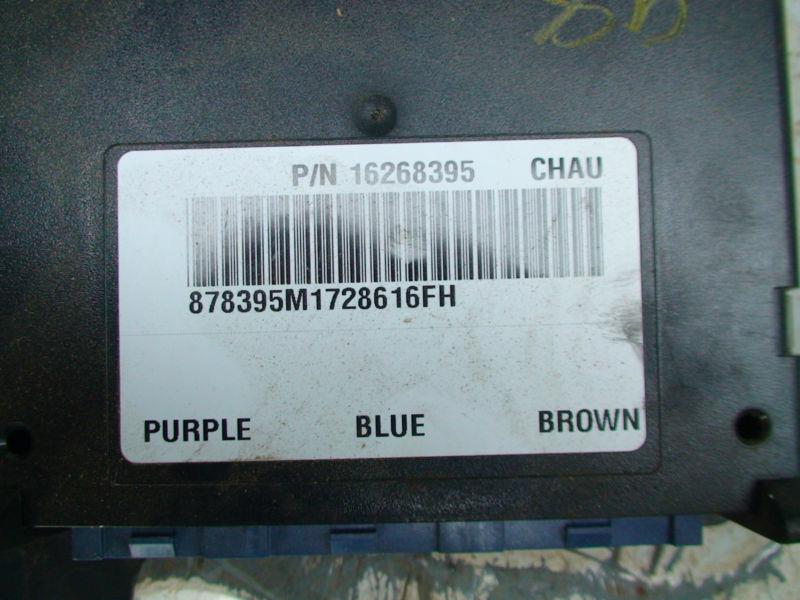 P/N 16268395 CHAU
878395M1728616FH
PURPLE BLUE BROWN